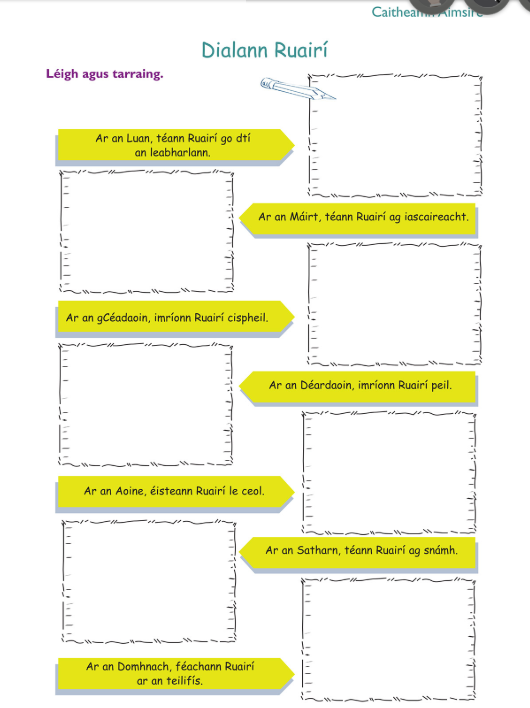 Caitheamh Aimsire
Dialann Ruairí
Léigh agus tarraing.
Ar an Luan, téann Ruairí go dtí
an leabharlann.
Ar an Máirt, téann Ruairí ag iascaireacht.
Ar an gCéadaoin, imríonn Ruairí cispheil.
Ar an Déardaoin, imríonn Ruairí peil.
Ar an Aoine, éisteann Ruairí le ceol.
Ar an Satharn, téann Ruairí ag snámh.
Ar an Domhnach, féachann Ruairí
ar an teilifís.